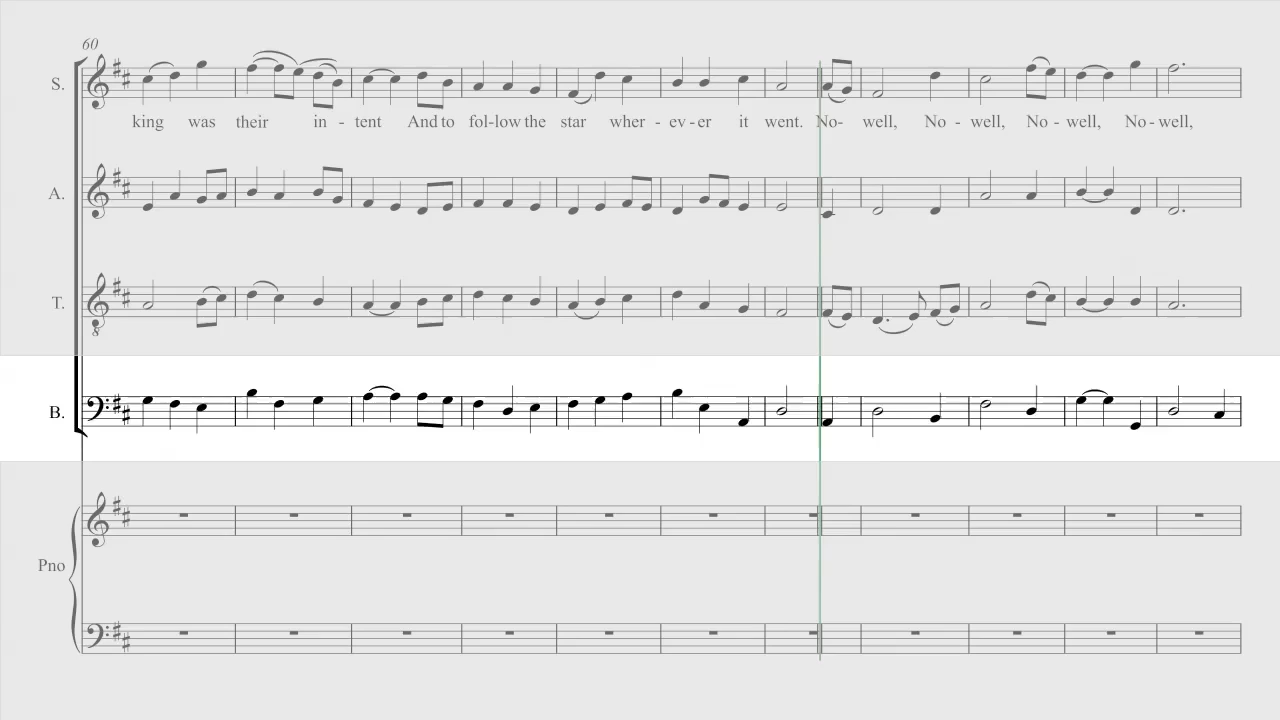 60
S.
king was their in - tent And to fol-low the star wher - ev - er it went. No- well, No - well, No - well, No - well,
A.
T.
8
B.
Pno